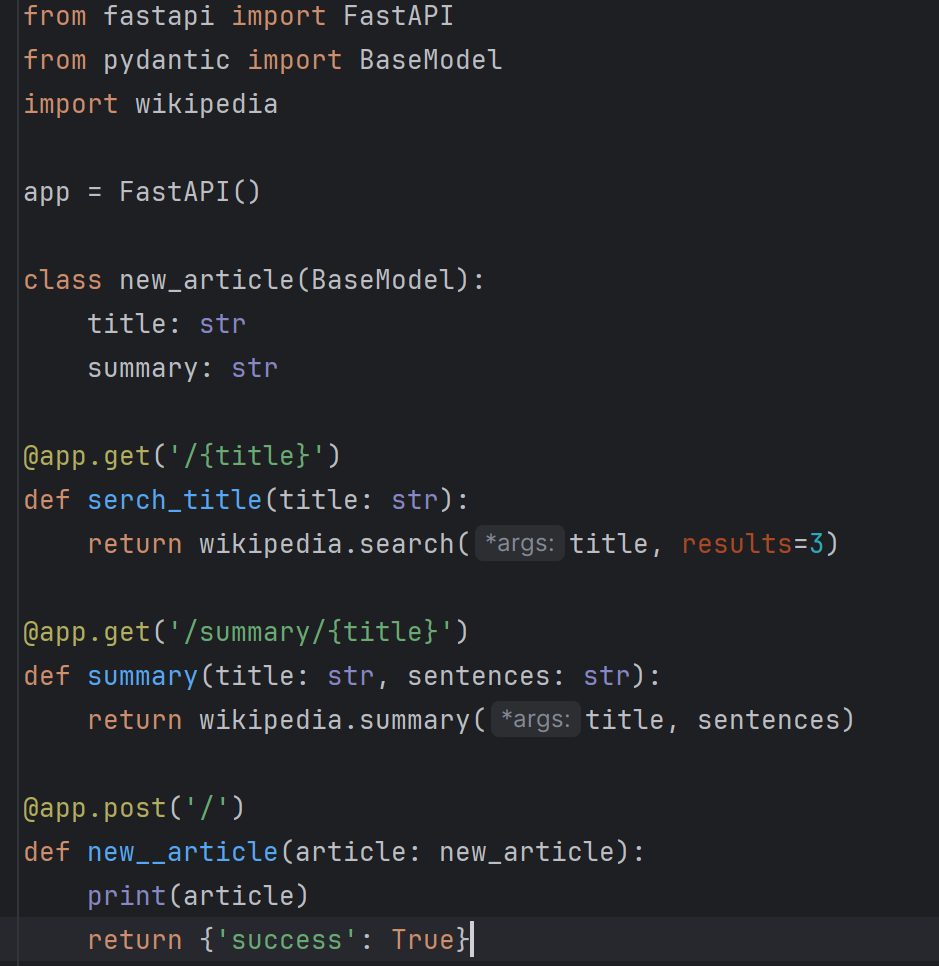 from fastapi import FastAPI
from pydantic import BaseModel
import wikipedia
app = FastAPI()
class new_article(BaseModel):
    title: str
    summary: str
@app.get('/{title}')
def serch_title(title: str):
    return wikipedia.search( *args: title, results=3)
@app.get('/summary/{title}')
def summary(title: str, sentences: str):
    return wikipedia.summary( *args: title, sentences)
@app.post('/')
def new__article(article: new_article):
    print(article)
    return {'success': True}